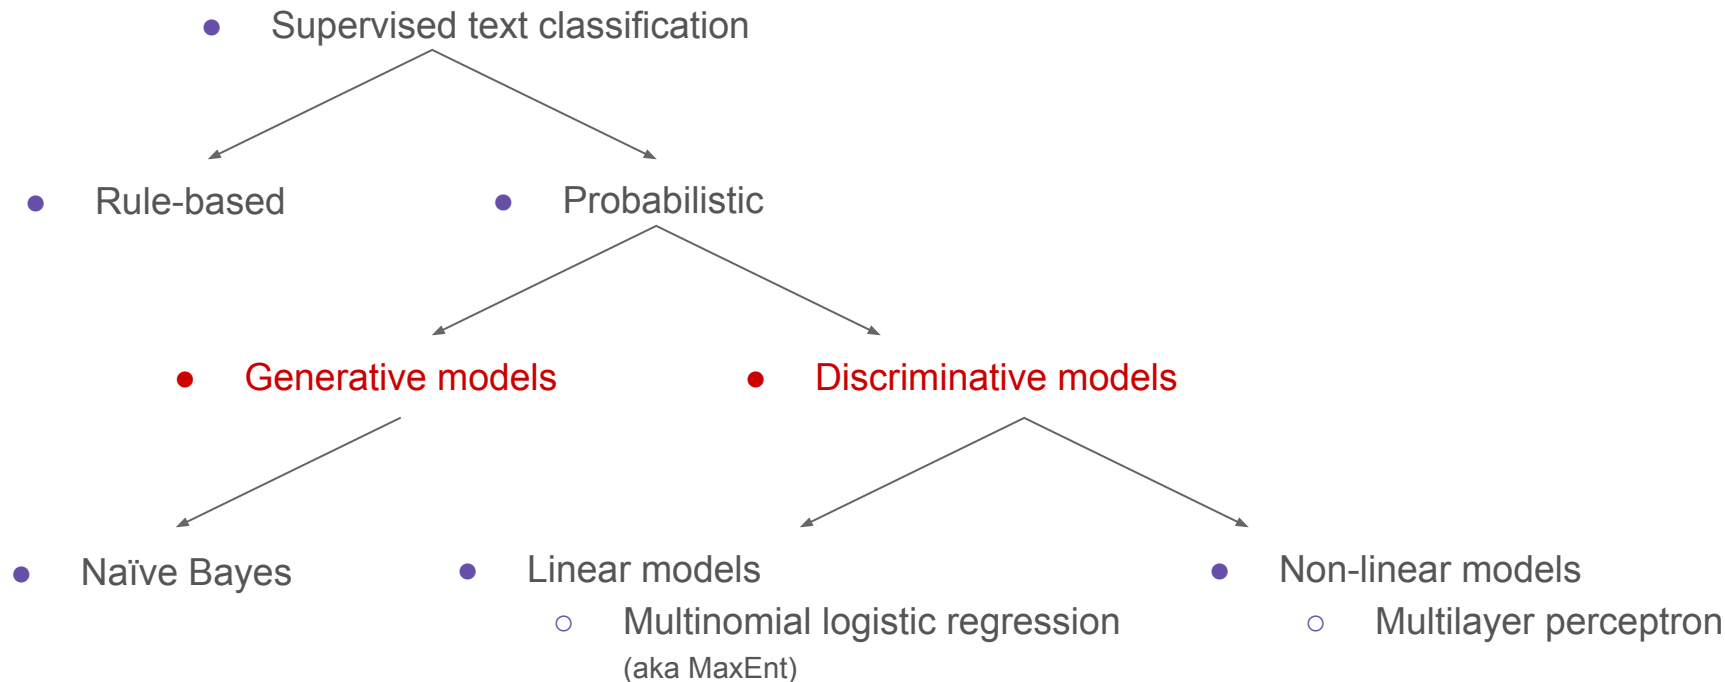 Supervised text classification
Rule-based
Probabilistic
Generative models
Discriminative models
Naïve Bayes
Linear models
Non-linear models
Multinomial logistic regression
(aka MaxEnt)
Multilayer perceptron